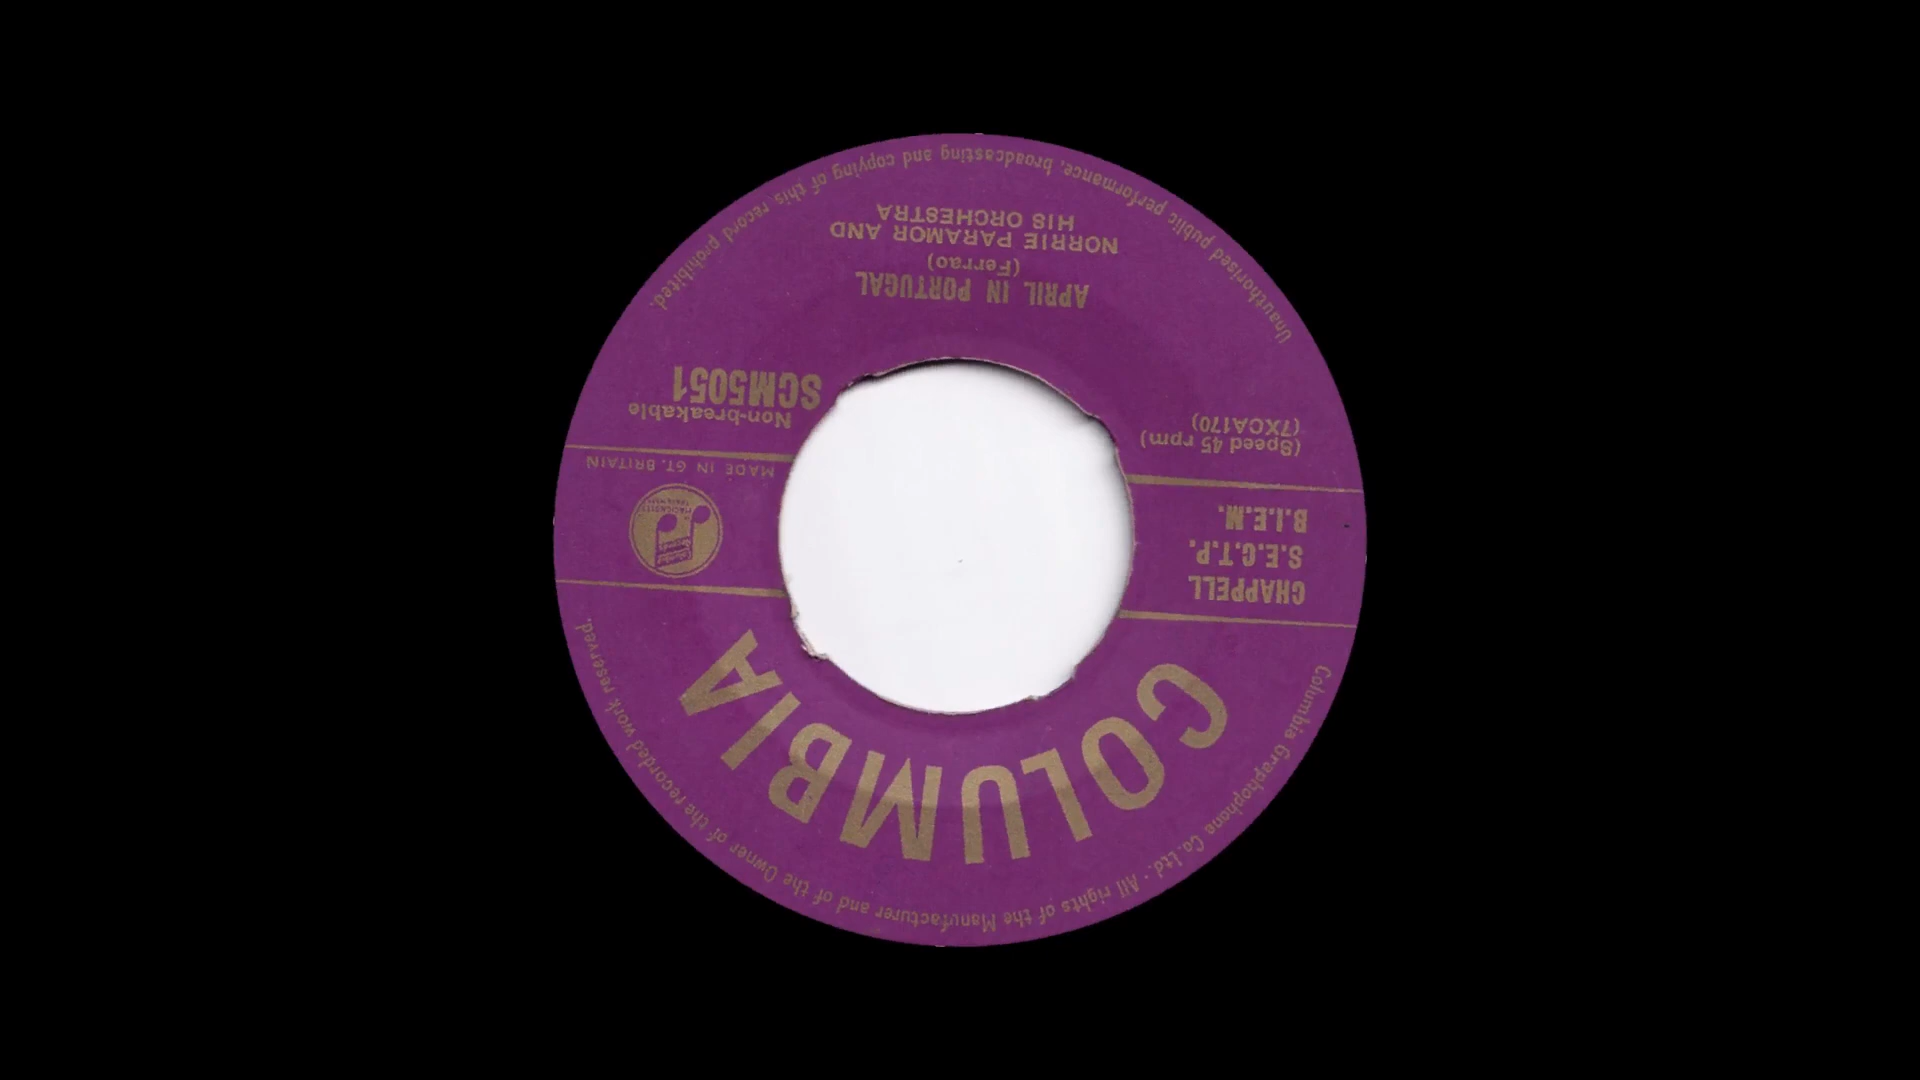 Columbia Graphophone Co. Ltd. · All rights of the Manufacturer and of the Owner of the recorded work reserved.
COLUMBIA
CHAPPELL
S.E.C.T.P.
B.I.E.M.
MADE IN GT. BRITAIN
(Speed 45 rpm)
(7XCA170)
Non-breakable
SCM5051
APRIL IN PORTUGAL
(Ferrao)
NORRIE PARAMOR AND
HIS ORCHESTRA
Unauthorised public performance, broadcasting and copying of this record prohibited.